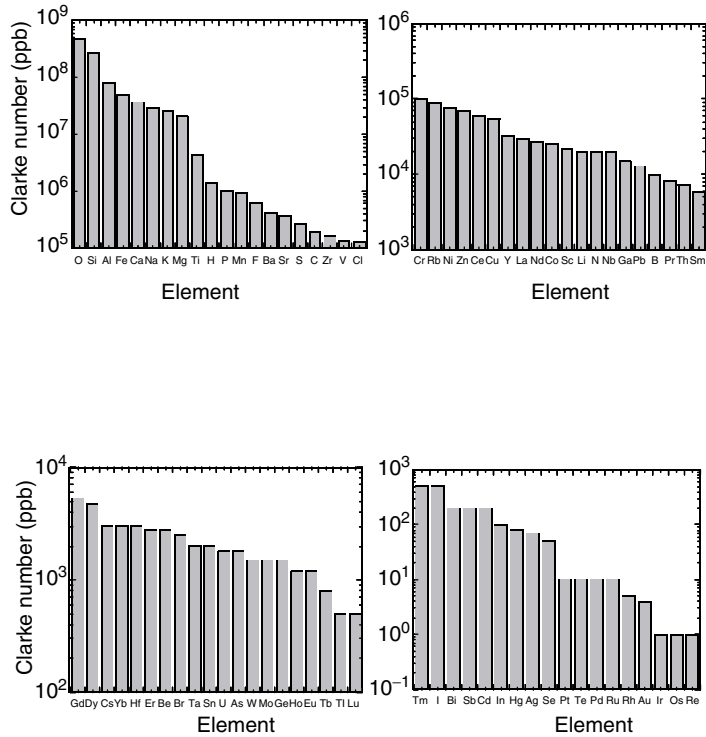 Clarke number (ppb)
10^9
10^8
10^7
10^6
10^5
O Si Al Fe Ca Na K Mg Ti H P Mn F Ba Sr S C Zr V Cl
Element
10^6
10^5
10^4
10^3
Cr Rb Ni Zn Ce Cu Y La Nd Co Sc Li N Nb Ga Pb B Pr Th Sm
Element
Clarke number (ppb)
10^4
10^3
10^2
Gd Dy Cs Yb Hf Er Be Br Ta Sn U As W Mo Ge Ho Eu Tb Tl Lu
Element
10^3
10^2
10^1
10^0
10^−1
Tm I Bi Sb Cd In Hg Ag Se Pt Te Pd Ru Rh Au Ir Os Re
Element